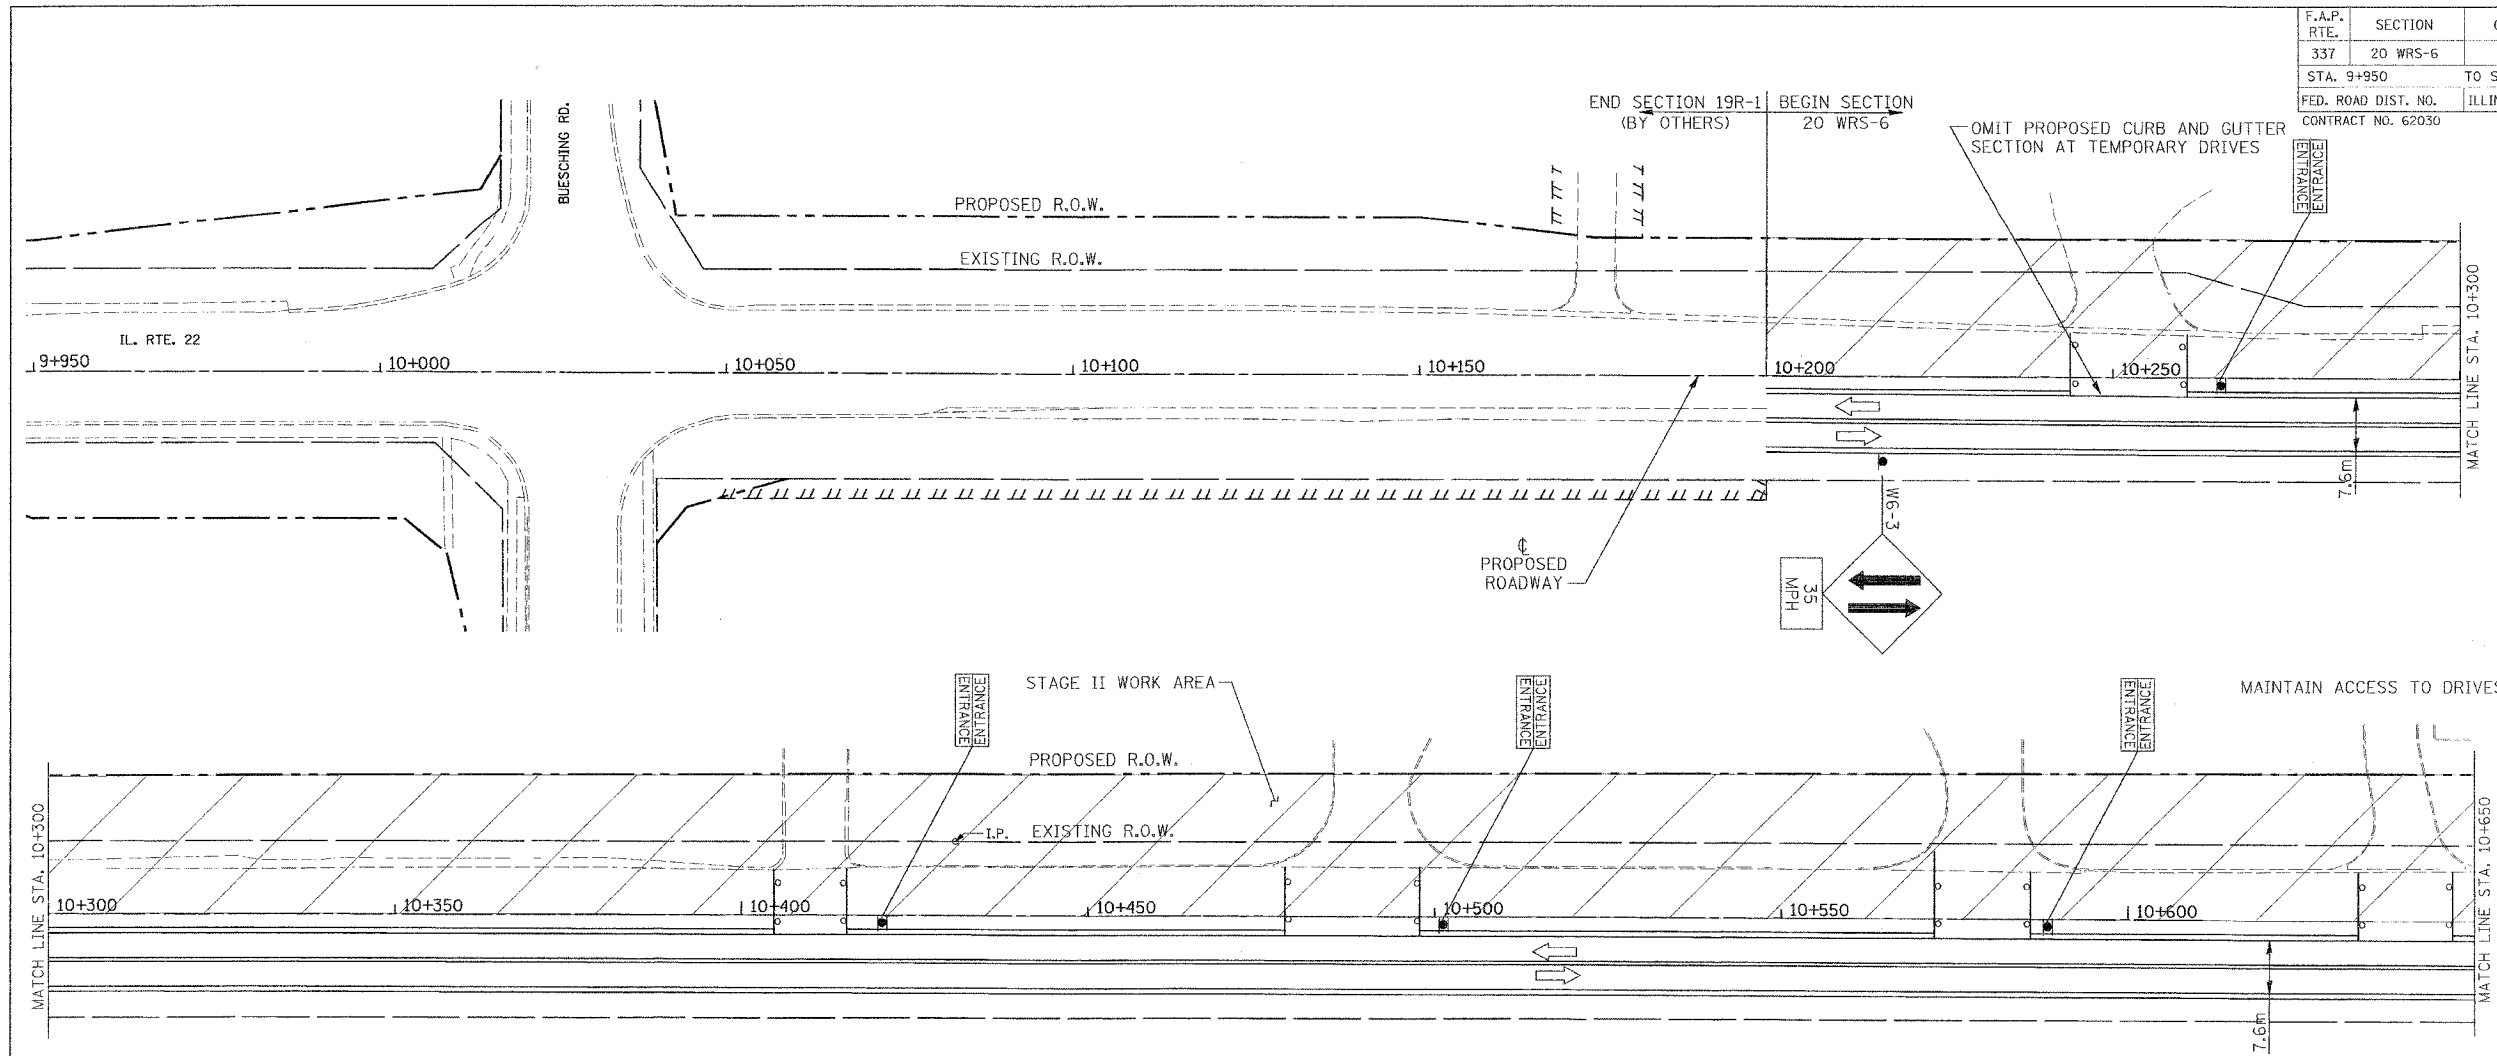 F.A.P. RTE. SECTION
337 20 WRS-6
STA. 9+950 TO S
FED. ROAD DIST. NO. ILLIN
CONTRACT NO. 62030
BUESCHING RD.
END SECTION 19R-1
(BY OTHERS)
BEGIN SECTION
20 WRS-6
OMIT PROPOSED CURB AND GUTTER
SECTION AT TEMPORARY DRIVES
ENTRANCE
ENTRANCE
PROPOSED R.O.W.
EXISTING R.O.W.
IL. RTE. 22
9+950
10+000
10+050
10+100
10+150
10+200
10+250
MATCH LINE STA. 10+300
7.6m
W6-3
35
MPH
℄
PROPOSED
ROADWAY
ENTRANCE
ENTRANCE
STAGE II WORK AREA
ENTRANCE
ENTRANCE
ENTRANCE
ENTRANCE
MAINTAIN ACCESS TO DRIVES
PROPOSED R.O.W.
I.P.
EXISTING R.O.W.
MATCH LINE STA. 10+300
10+300
10+350
10+400
10+450
10+500
10+550
10+600
MATCH LINE STA. 10+650
7.6m